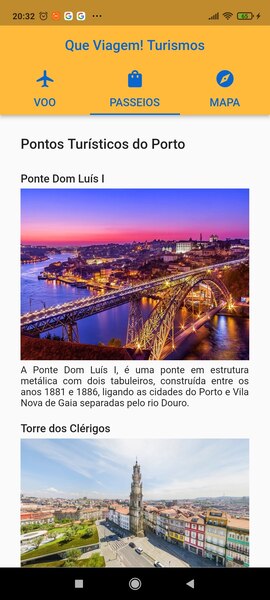 20:32
Que Viagem! Turismos
VOO PASSEIOS MAPA
Pontos Turísticos do Porto
Ponte Dom Luís I
A Ponte Dom Luís I, é uma ponte em estrutura
metálica com dois tabuleiros, construída entre os
anos 1881 e 1886, ligando as cidades do Porto e Vila
Nova de Gaia separadas pelo rio Douro.
Torre dos Clérigos